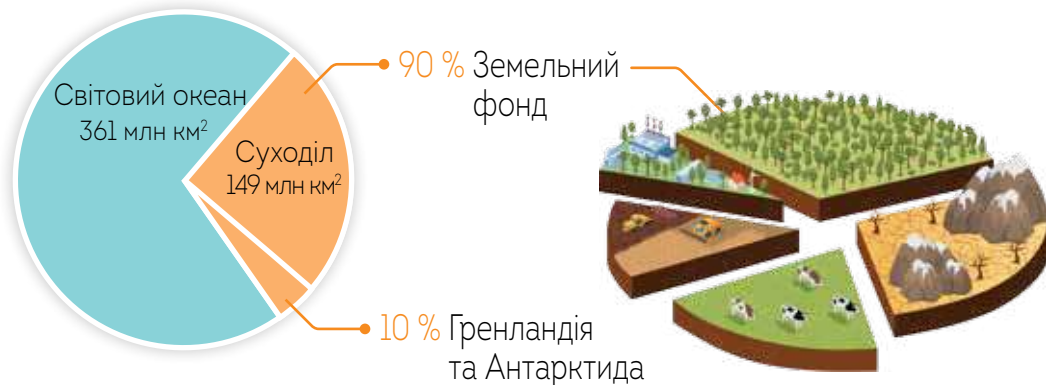 Світовий океан
361 млн км²
Суходіл
149 млн км²
90 % Земельний
фонд
10 % Гренландія
та Антарктида